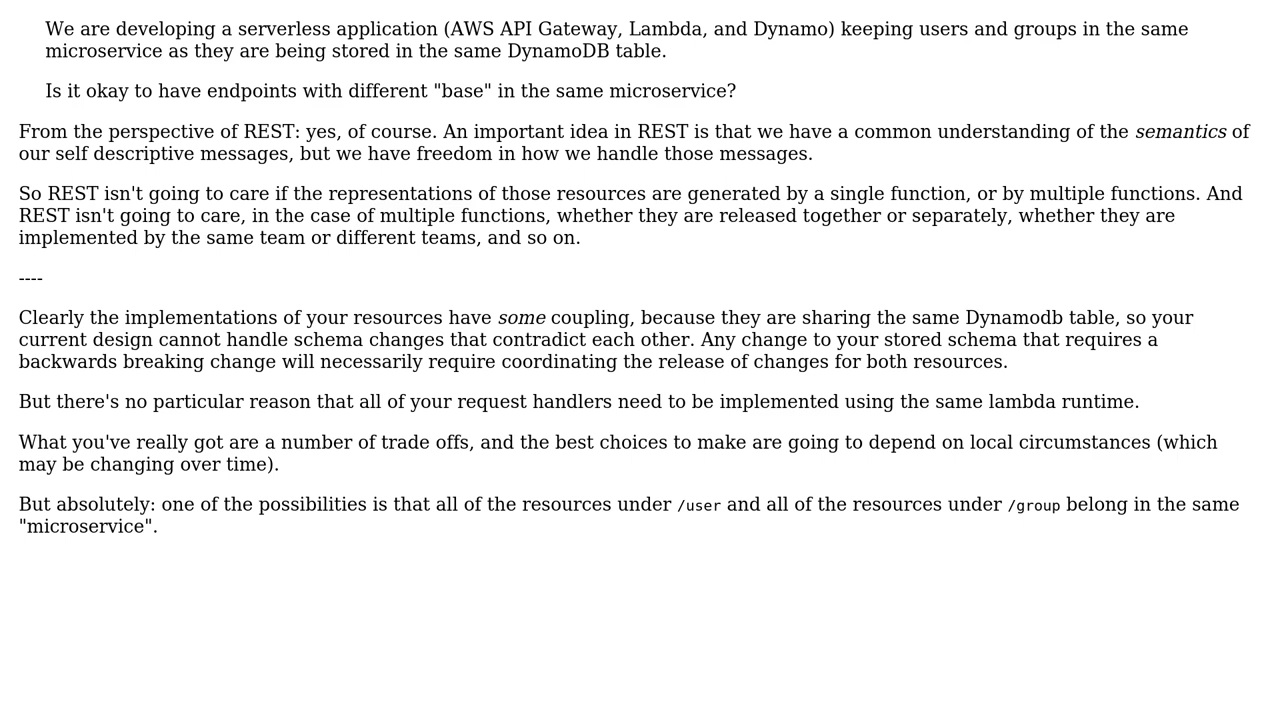 We are developing a serverless application (AWS API Gateway, Lambda, and Dynamo) keeping users and groups in the same
microservice as they are being stored in the same DynamoDB table.
Is it okay to have endpoints with different "base" in the same microservice?
From the perspective of REST: yes, of course. An important idea in REST is that we have a common understanding of the semantics of
our self descriptive messages, but we have freedom in how we handle those messages.
So REST isn't going to care if the representations of those resources are generated by a single function, or by multiple functions. And
REST isn't going to care, in the case of multiple functions, whether they are released together or separately, whether they are
implemented by the same team or different teams, and so on.
----
Clearly the implementations of your resources have some coupling, because they are sharing the same Dynamodb table, so your
current design cannot handle schema changes that contradict each other. Any change to your stored schema that requires a
backwards breaking change will necessarily require coordinating the release of changes for both resources.
But there's no particular reason that all of your request handlers need to be implemented using the same lambda runtime.
What you've really got are a number of trade offs, and the best choices to make are going to depend on local circumstances (which
may be changing over time).
But absolutely: one of the possibilities is that all of the resources under /user and all of the resources under /group belong in the same
"microservice".